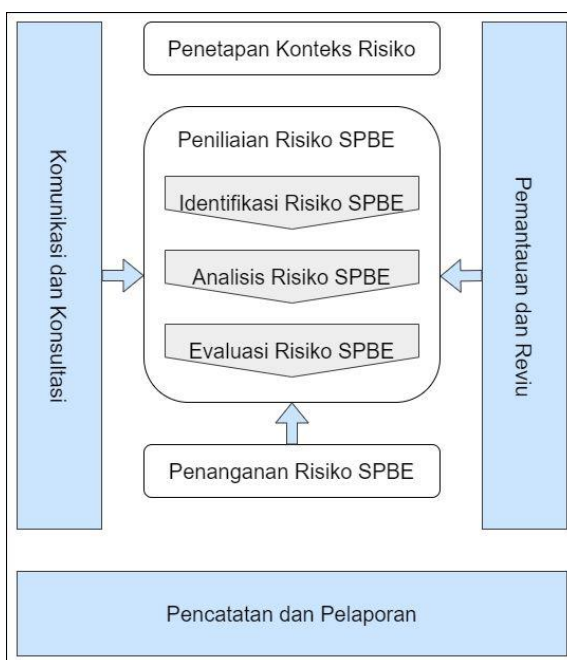 Penetapan Konteks Risiko
Peniliaian Risiko SPBE
Identifikasi Risiko SPBE
Analisis Risiko SPBE
Evaluasi Risiko SPBE
Penanganan Risiko SPBE
Komunikasi dan Konsultasi
Pemantauan dan Reviu
Pencatatan dan Pelaporan